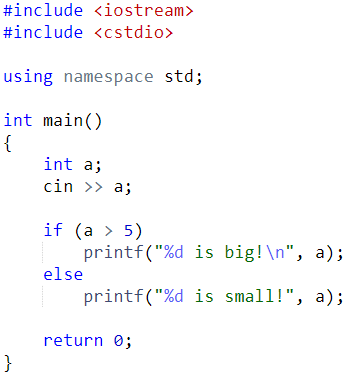 #include <iostream>
#include <cstdio>

using namespace std;

int main()
{
    int a;
    cin >> a;

    if (a > 5)
        printf("%d is big!\n", a);
    else
        printf("%d is small!", a);

    return 0;
}